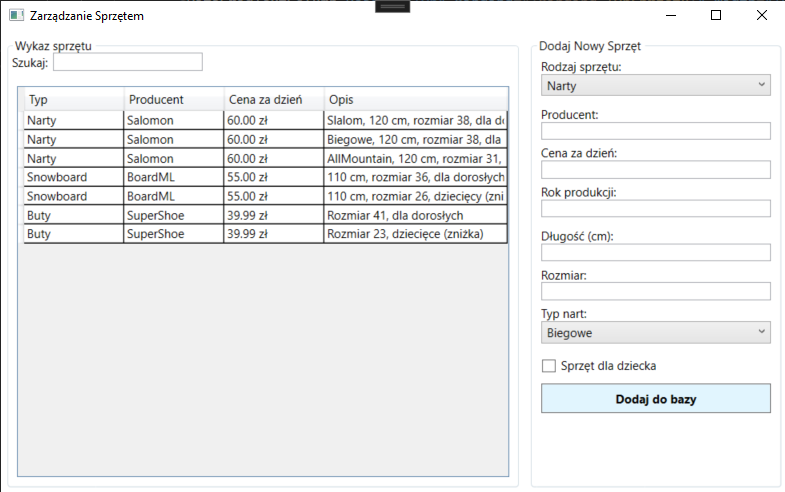 Zarządzanie Sprzętem
Wykaz sprzętu
Szukaj:
Typ Producent Cena za dzień Opis
Narty Salomon 60.00 zł Slalom, 120 cm, rozmiar 38, dla do
Narty Salomon 60.00 zł Biegowe, 120 cm, rozmiar 38, dla
Narty Salomon 60.00 zł AllMountain, 120 cm, rozmiar 31,
Snowboard BoardML 55.00 zł 110 cm, rozmiar 36, dla dorosłych
Snowboard BoardML 55.00 zł 110 cm, rozmiar 26, dziecięcy (zni
Buty SuperShoe 39.99 zł Rozmiar 41, dla dorosłych
Buty SuperShoe 39.99 zł Rozmiar 23, dziecięce (zniżka)
Dodaj Nowy Sprzęt
Rodzaj sprzętu:
Narty
Producent:
Cena za dzień:
Rok produkcji:
Długość (cm):
Rozmiar:
Typ nart:
Biegowe
Sprzęt dla dziecka
Dodaj do bazy